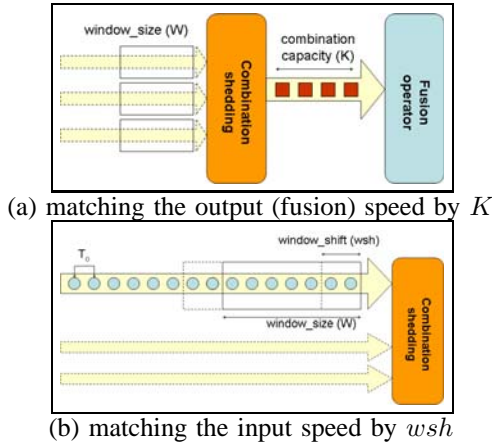 window_size (W)
Combination
shedding
combination
capacity (K)
Fusion
operator
(a) matching the output (fusion) speed by K
window_shift (wsh)
T_0
window_size (W)
Combination
shedding
(b) matching the input speed by wsh